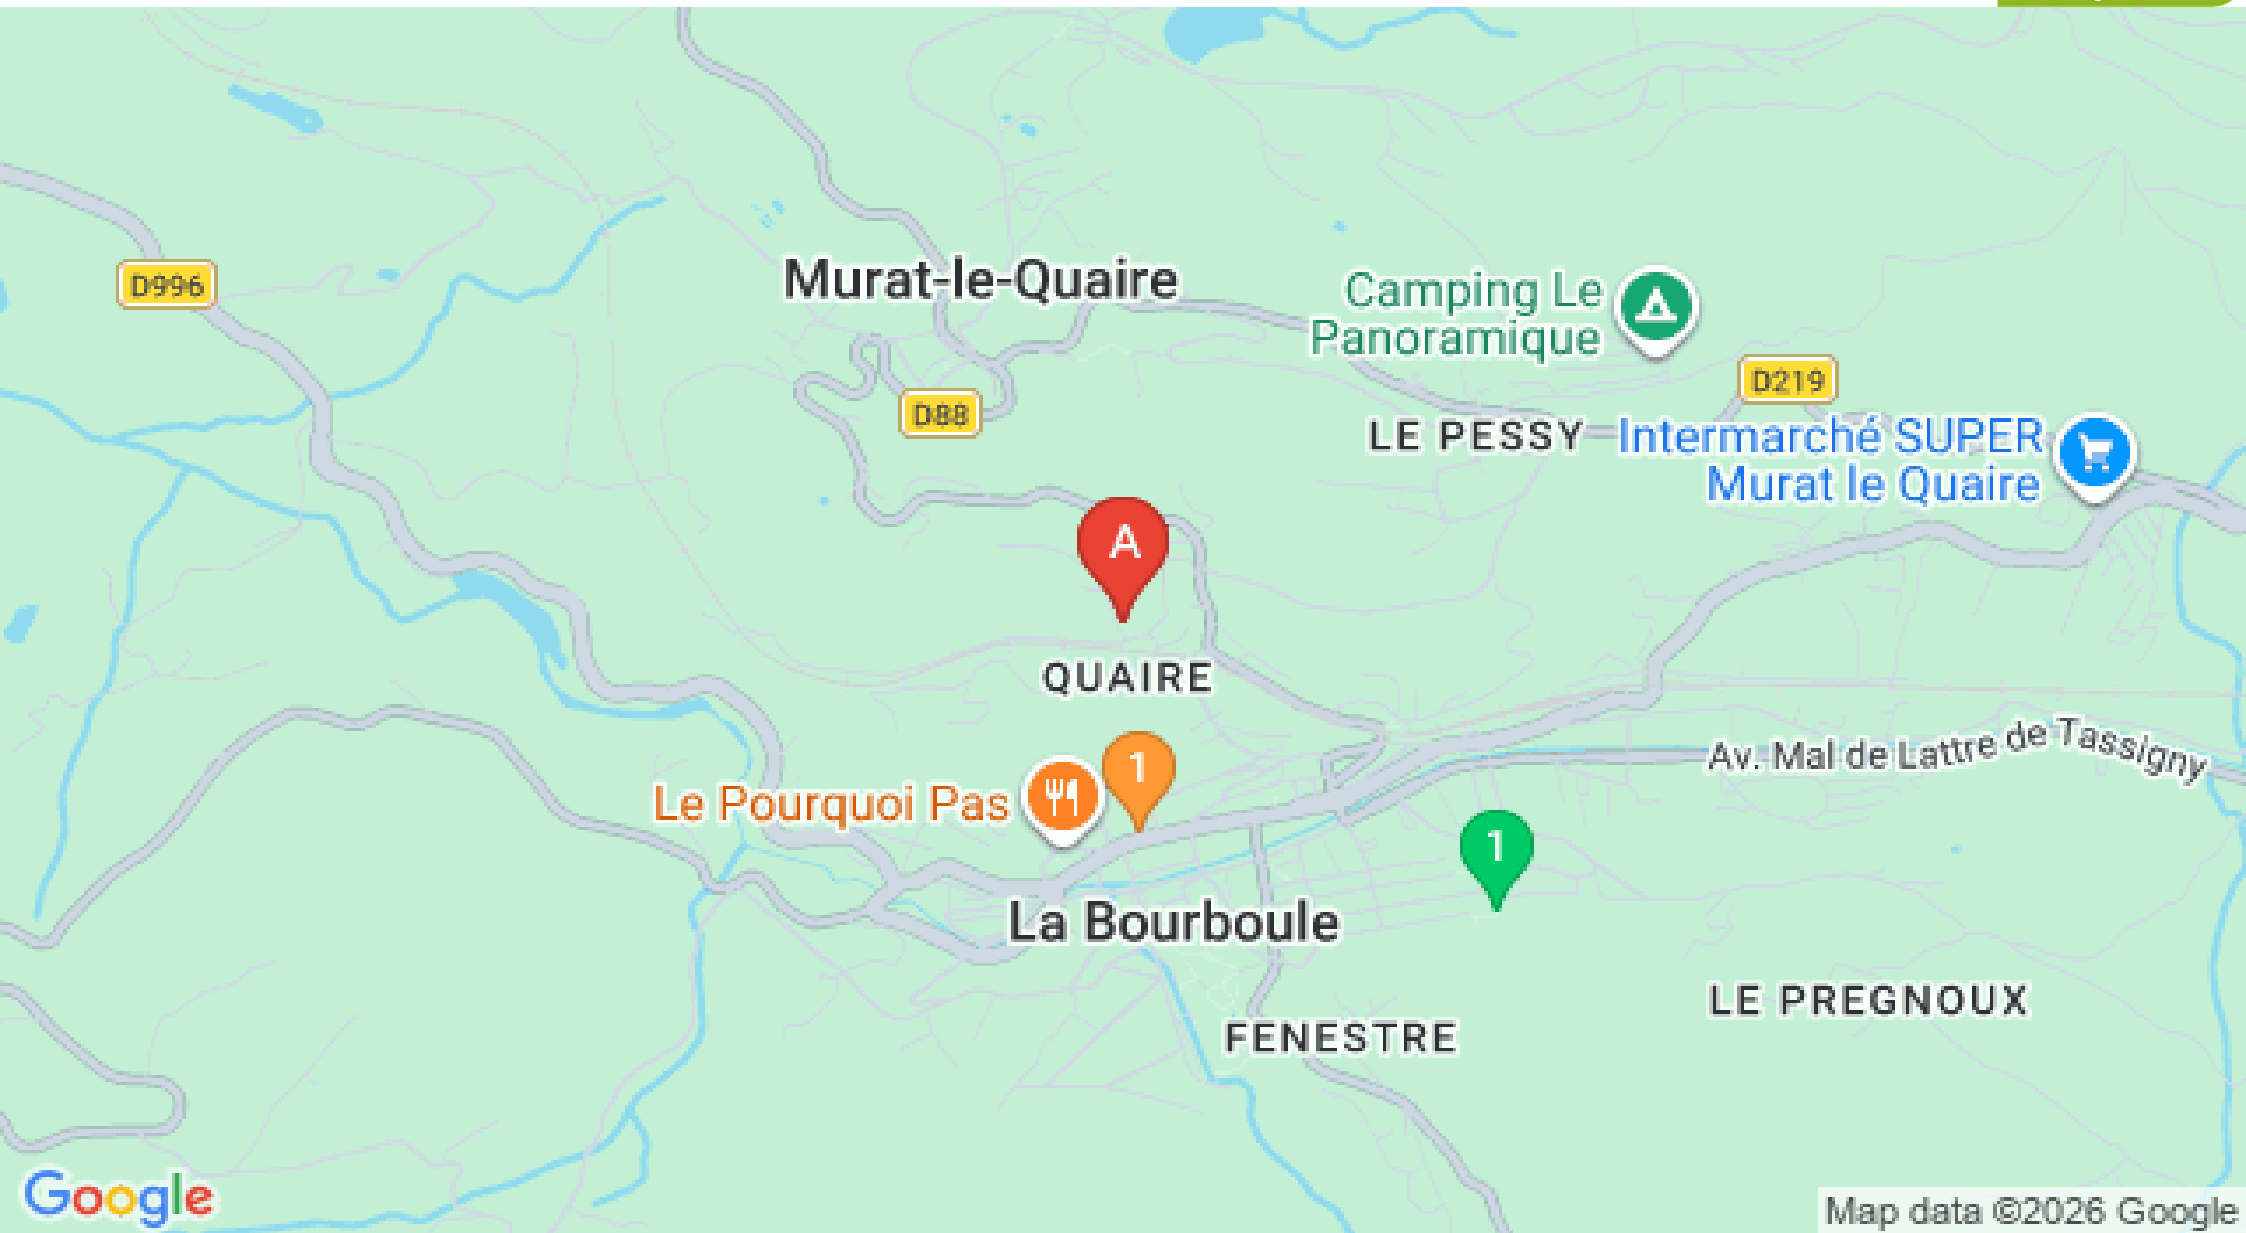 Murat-le-Quaire
D996
Camping Le
Panoramique
D219
D88
LE PESSY
Intermarché SUPER
Murat le Quaire
A
QUAIRE
Av. Mal de Lattre de Tassigny
1
Le Pourquoi Pas
1
La Bourboule
LE PREGNOUX
FENESTRE
Google
Map data ©2026 Google